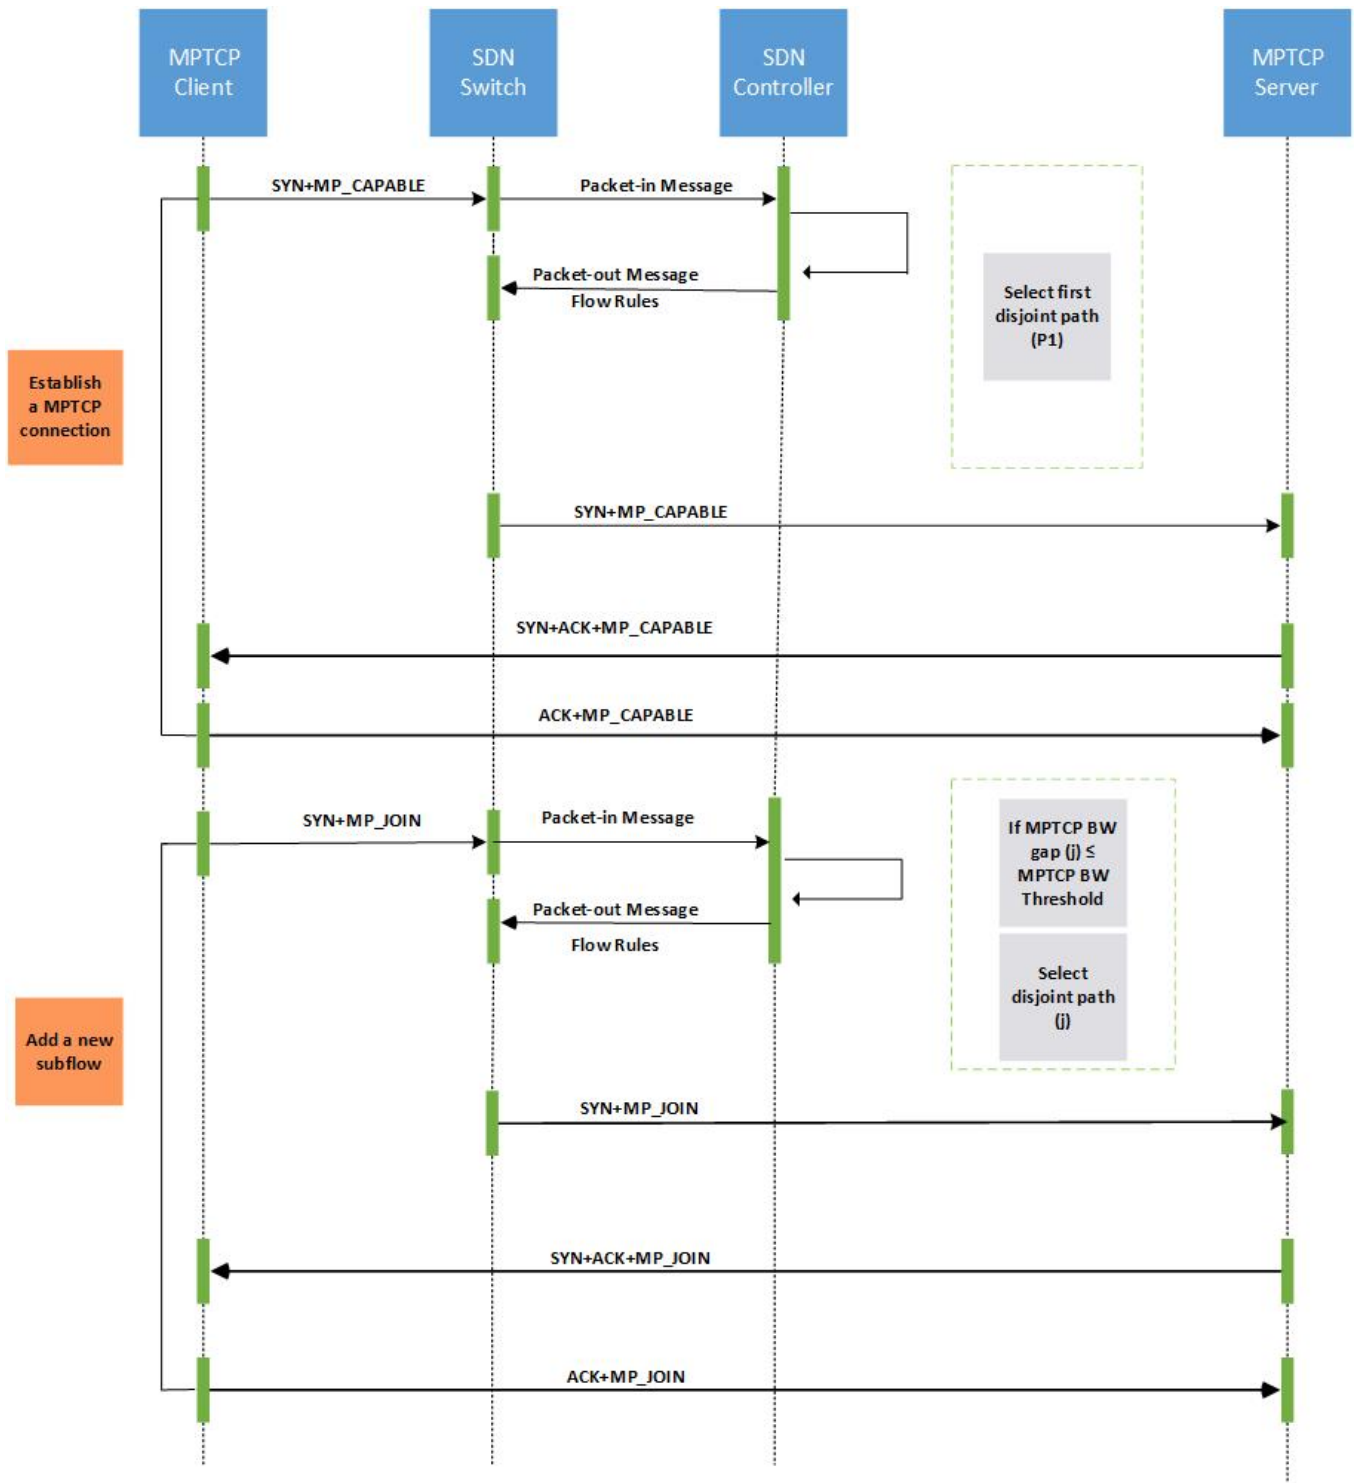 MPTCP
Client
SDN
Switch
SDN
Controller
MPTCP
Server
SYN+MP_CAPABLE
Packet-in Message
Packet-out Message
Flow Rules
Select first
disjoint path
(P1)
Establish
a MPTCP
connection
SYN+MP_CAPABLE
SYN+ACK+MP_CAPABLE
ACK+MP_CAPABLE
SYN+MP_JOIN
Packet-in Message
Packet-out Message
Flow Rules
If MPTCP BW
gap (j) ≤
MPTCP BW
Threshold
Select
disjoint path
(j)
Add a new
subflow
SYN+MP_JOIN
SYN+ACK+MP_JOIN
ACK+MP_JOIN